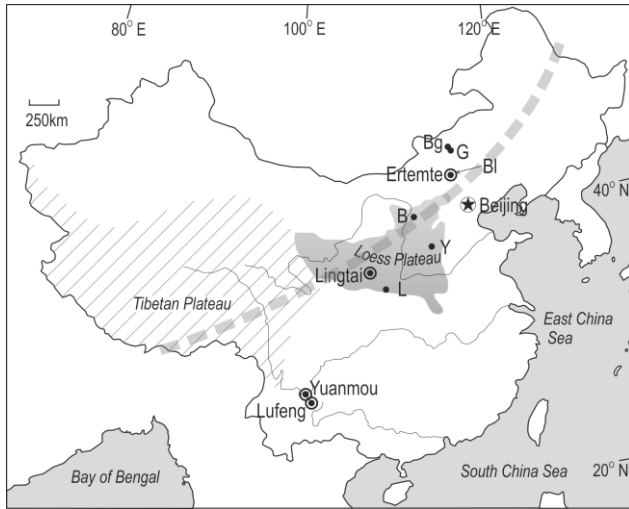 80° E
100° E
120° E
250km
Bg
G
Bl
Ertemte
40° N
Beijing
B
Y
Loess Plateau
Lingtai
L
Tibetan Plateau
East China
Sea
Yuanmou
Lufeng
Bay of Bengal
South China Sea
20° N